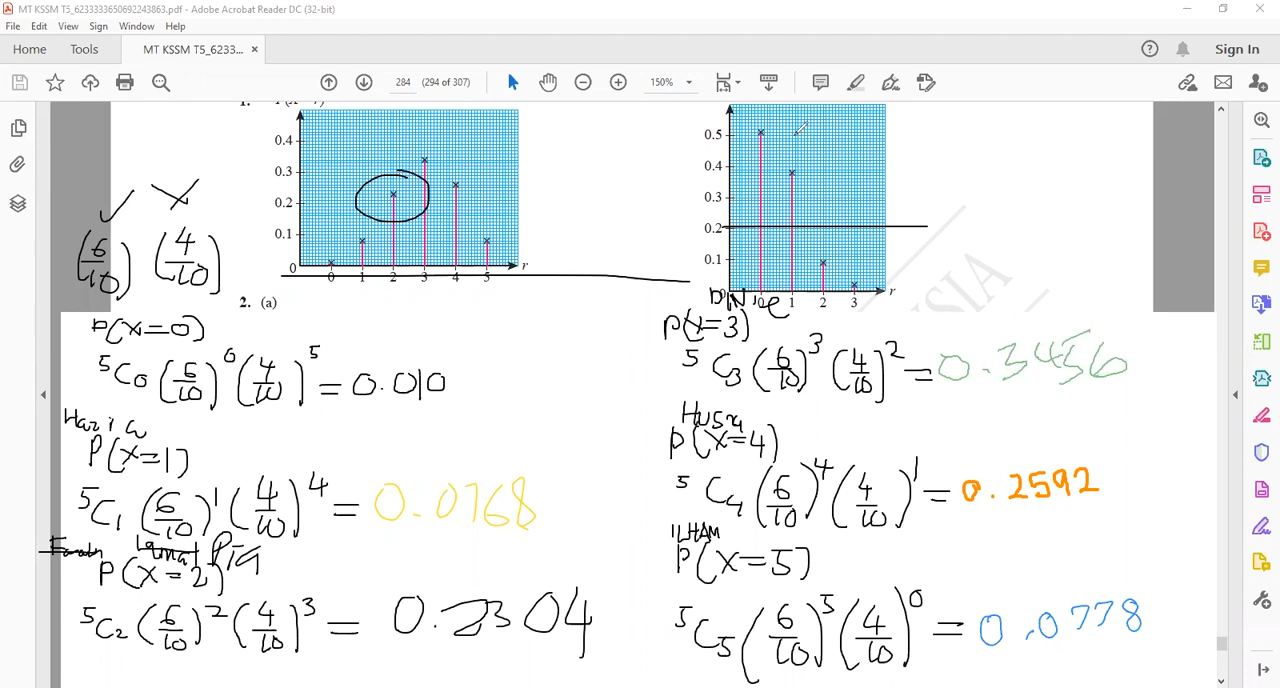 MT KSSM T5_6233333650692243863.pdf - Adobe Acrobat Reader DC (32-bit)
File Edit View Sign Window Help
Home Tools MT KSSM T5_6233... × Sign In
284 (294 of 307) 150%
1.
0.4
0.3
0.2
0.1
0
0 1 2 3 4 5 r
0.5
0.4
0.3
0.2
0.1
0 1 2 3 r
✓ ×
(6/10) (4/10)
2. (a)
P(X=0)
⁵C₀(6/10)⁰(4/10)⁵ = 0.010
P(X=1)
⁵C₁(6/10)¹(4/10)⁴ = 0.0768
P(X=2)
⁵C₂(6/10)²(4/10)³ = 0.2304
P(X=3)
⁵C₃(6/10)³(4/10)² = 0.3456
P(X=4)
⁵C₄(6/10)⁴(4/10)¹ = 0.2592
ILHAM
P(X=5)
⁵C₅(6/10)⁵(4/10)⁰ = 0.0778